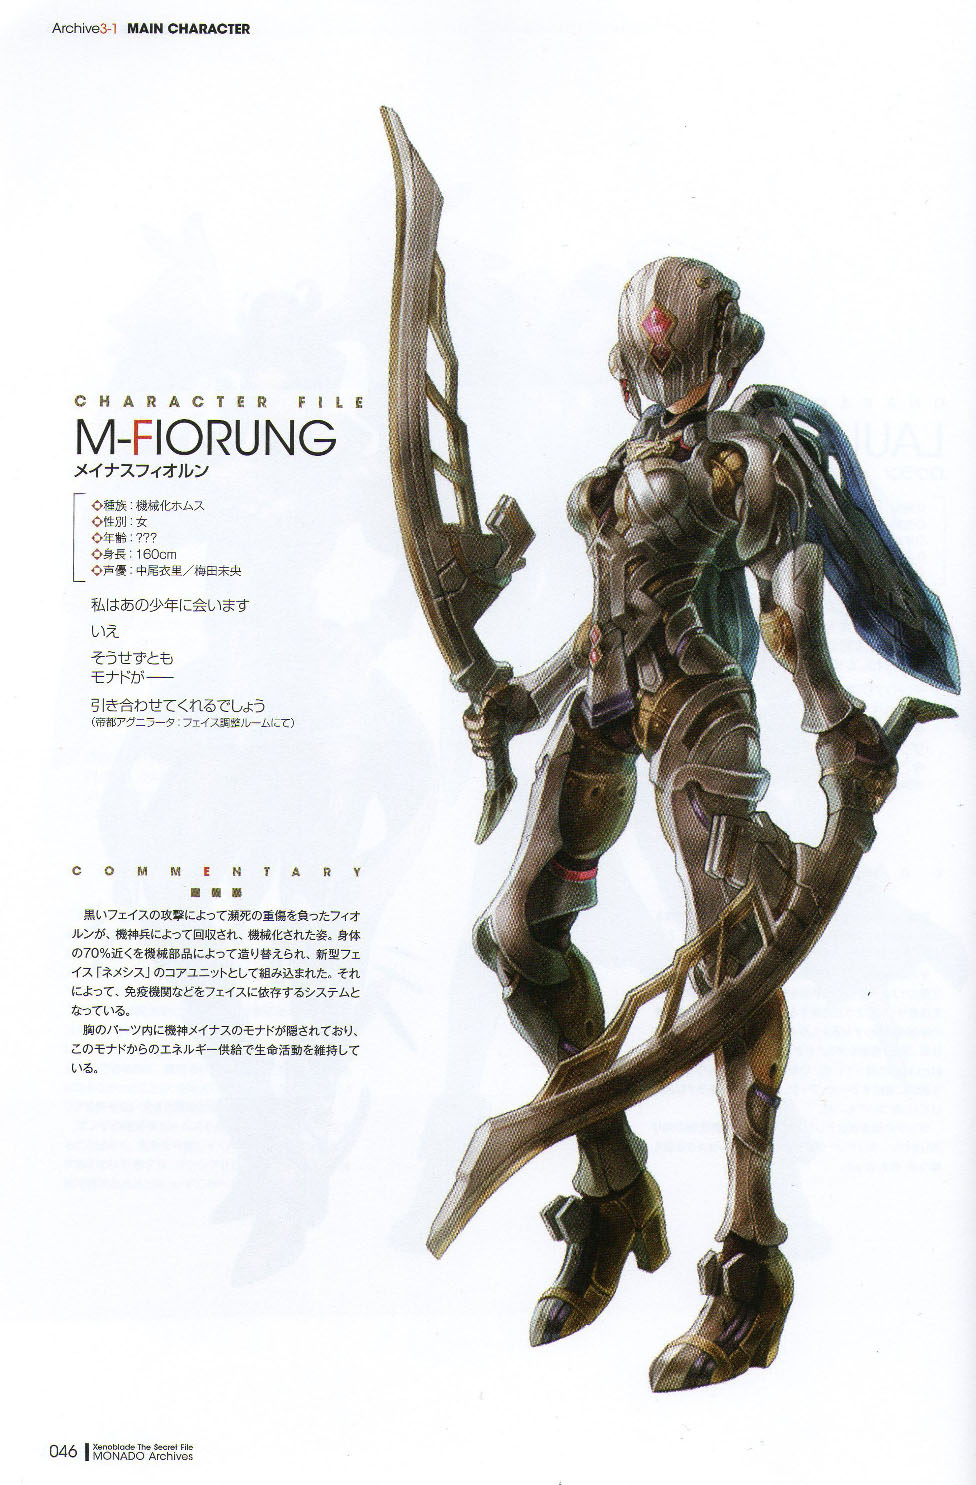 Archive3-1 MAIN CHARACTER
CHARACTER FILE
M-FIORUNG
メイナスフィオルン
◇種族：機械化ホムス
◇性別：女
◇年齢：???
◇身長：160cm
◇声優：中尾衣里／梅田未央
私はあの少年に会います
いえ
そうせずとも
モナドが――
引き合わせてくれるでしょう
（帝都アグニラータ：フェイス調整ルームにて）
COMMENTARY
黒いフェイスの攻撃によって瀕死の重傷を負ったフィオ
ルンが、機神兵によって回収され、機械化された姿。身体
の70%近くを機械部品によって造り替えられ、新型フェ
イス「ネメシス」のコアユニットとして組み込まれた。それ
によって、免疫機関などをフェイスに依存するシステムと
なっている。
胸のパーツ内に機神メイナスのモナドが隠されており、
このモナドからのエネルギー供給で生命活動を維持して
いる。
046
Xenoblade The Secret File
MONADO Archives